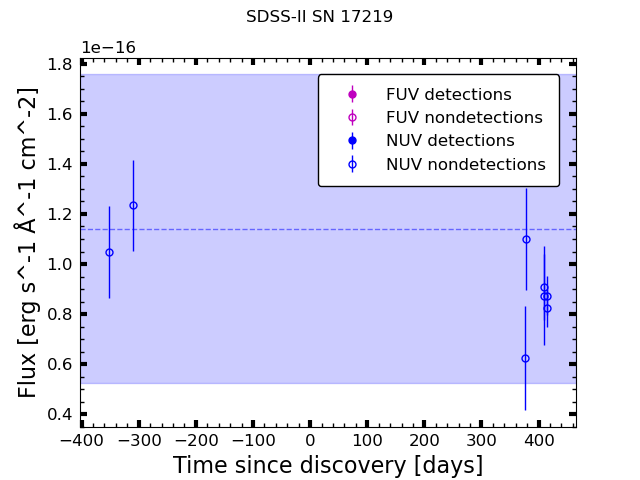 SDSS-II SN 17219
1e−16
1.8
1.6
1.4
1.2
1.0
0.8
0.6
0.4
Flux [erg s^-1 Å^-1 cm^-2]
FUV detections
FUV nondetections
NUV detections
NUV nondetections
−400 −300 −200 −100 0 100 200 300 400
Time since discovery [days]